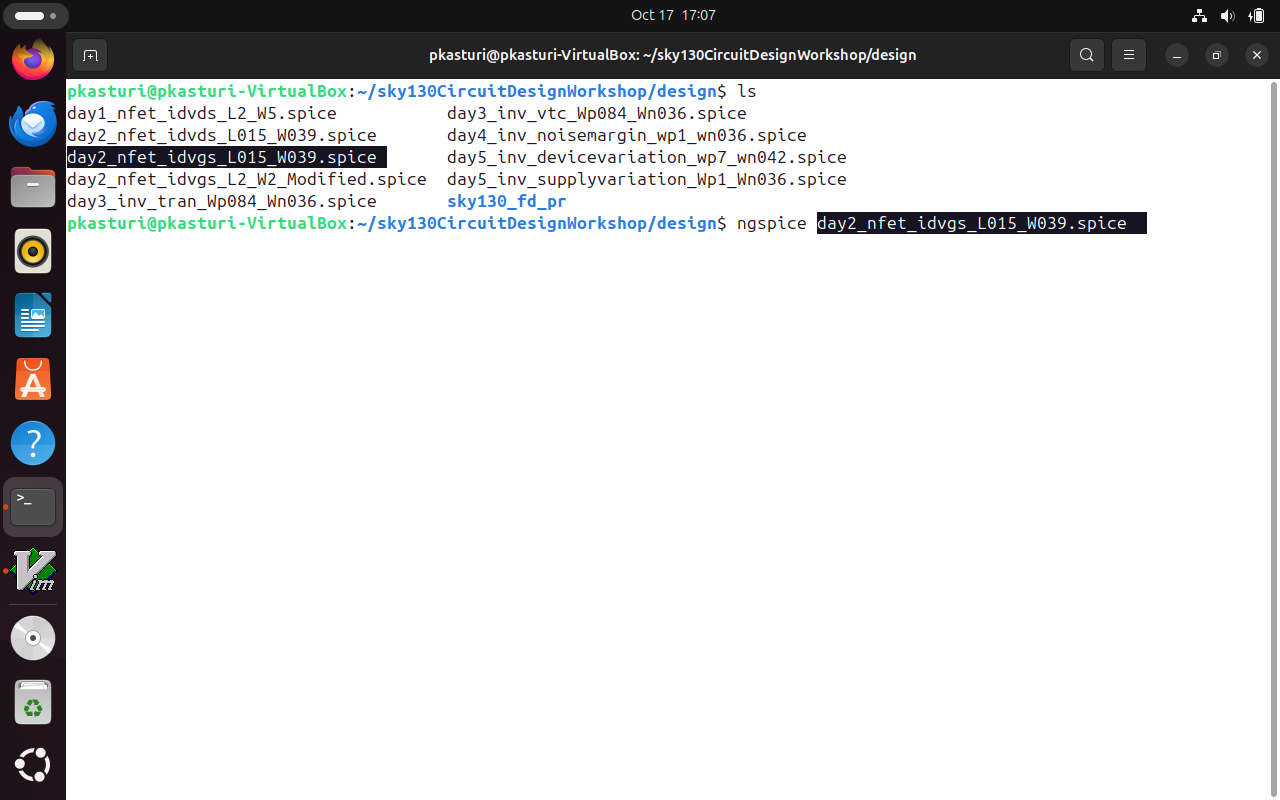 Oct 17 17:07
pkasturi@pkasturi-VirtualBox: ~/sky130CircuitDesignWorkshop/design
pkasturi@pkasturi-VirtualBox:~/sky130CircuitDesignWorkshop/design$ ls
day1_nfet_idvds_L2_W5.spice day3_inv_vtc_Wp084_Wn036.spice
day2_nfet_idvds_L015_W039.spice day4_inv_noisemargin_wp1_wn036.spice
day2_nfet_idvgs_L015_W039.spice day5_inv_devicevariation_wp7_wn042.spice
day2_nfet_idvgs_L2_W2_Modified.spice day5_inv_supplyvariation_Wp1_Wn036.spice
day3_inv_tran_Wp084_Wn036.spice sky130_fd_pr
pkasturi@pkasturi-VirtualBox:~/sky130CircuitDesignWorkshop/design$ ngspice day2_nfet_idvgs_L015_W039.spice
>_
Vim